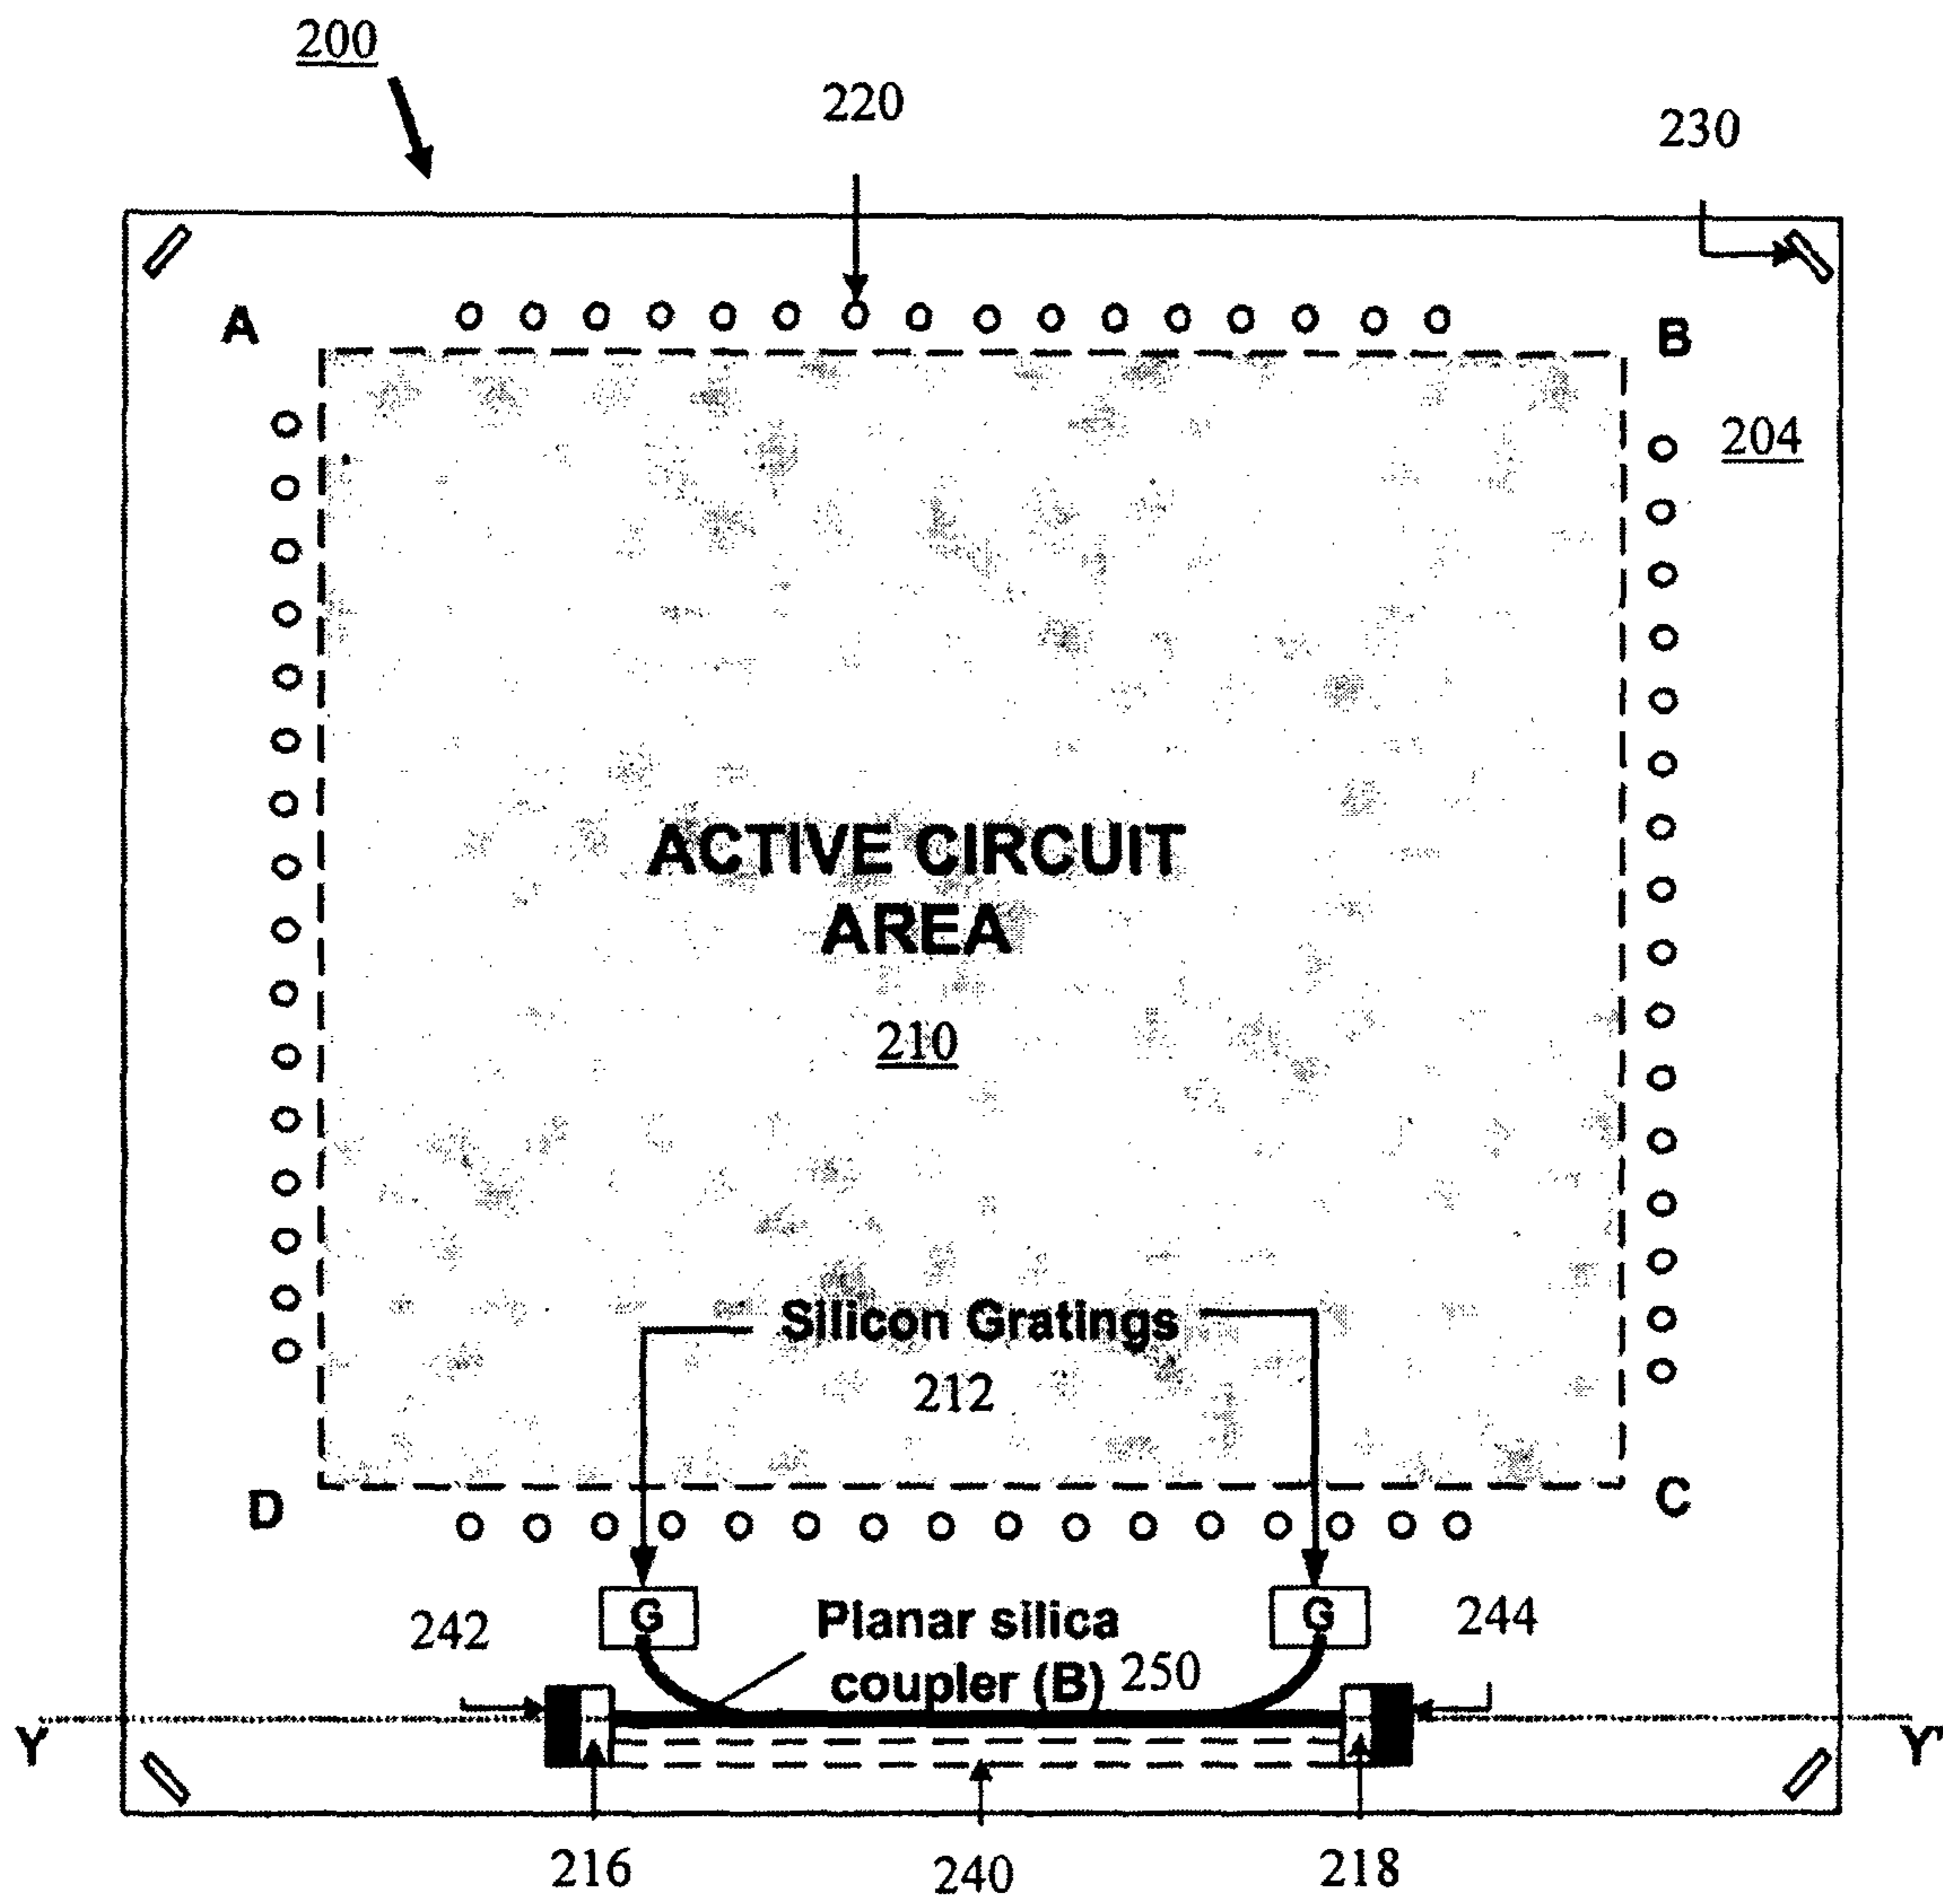 200
220
230
A
B
204
ACTIVE CIRCUIT
AREA
210
Silicon Gratings
212
D
C
G
G
242
Planar silica
244
coupler (B) 250
Y
Y'
216
240
218